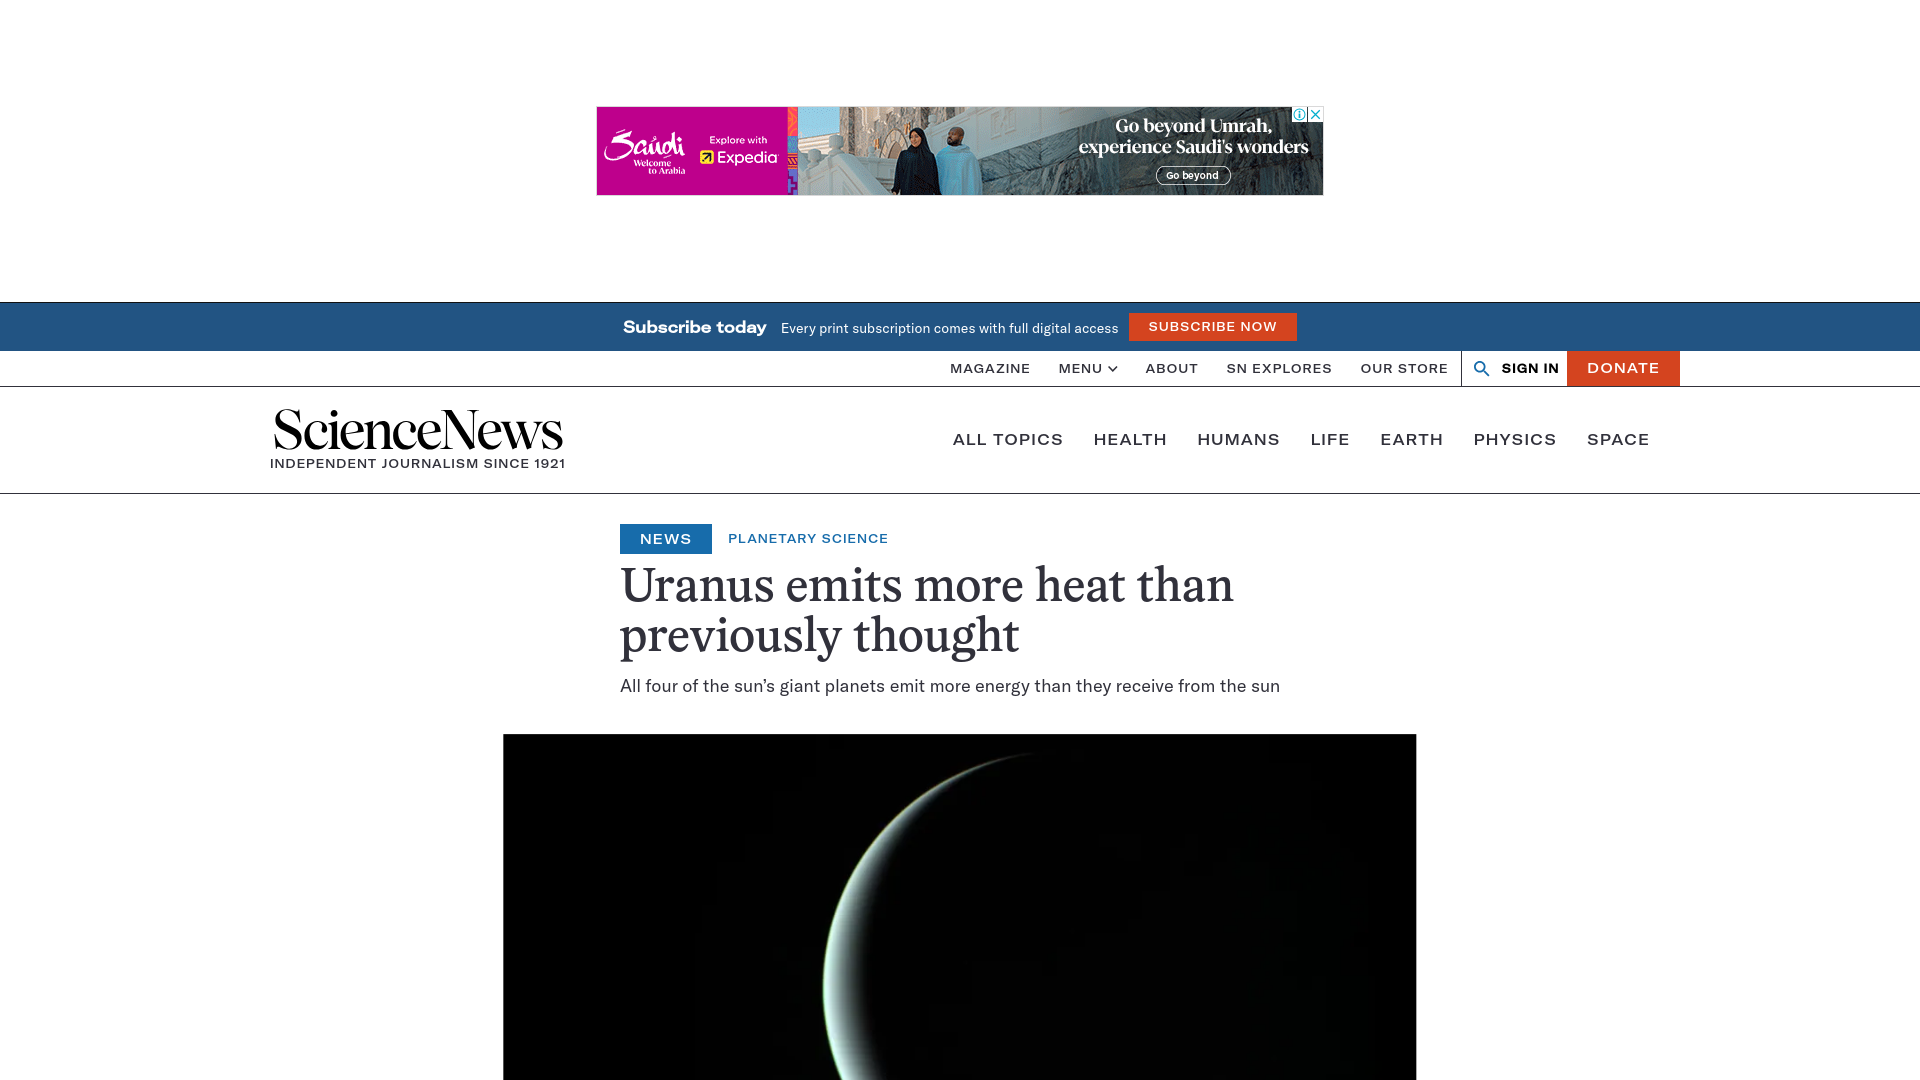 Saudi
Welcome
to Arabia
Explore with
Expedia
Go beyond Umrah,
experience Saudi's wonders
Go beyond
Subscribe today Every print subscription comes with full digital access SUBSCRIBE NOW
MAGAZINE MENU ABOUT SN EXPLORES OUR STORE SIGN IN DONATE
ScienceNews
INDEPENDENT JOURNALISM SINCE 1921
ALL TOPICS HEALTH HUMANS LIFE EARTH PHYSICS SPACE
NEWS PLANETARY SCIENCE
Uranus emits more heat than
previously thought
All four of the sun’s giant planets emit more energy than they receive from the sun